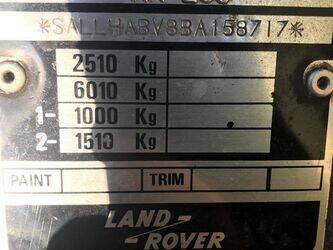 *SALLHABV8BA158717*
2510 Kg
6010 Kg
1- 1000 Kg
2- 1510 Kg
PAINT TRIM
LAND-
ROVER